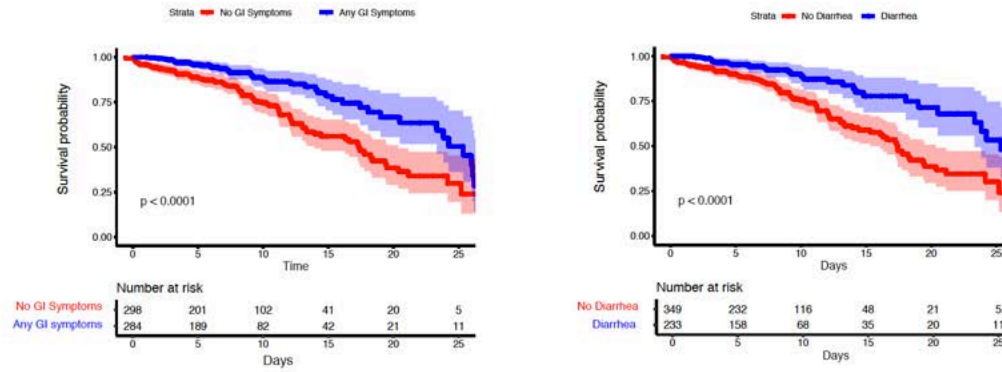 Strata No GI Symptoms Any GI Symptoms
1.00
0.75
0.50
0.25
0.00
Survival probability
p < 0.0001
0 5 10 15 20 25
Time
Number at risk
No GI Symptoms 298 201 102 41 20 5
Any GI symptoms 284 189 82 42 21 11
0 5 10 15 20 25
Days
Strata No Diarrhea Diarrhea
1.00
0.75
0.50
0.25
0.00
Survival probability
p < 0.0001
0 5 10 15 20 25
Days
Number at risk
No Diarrhea 349 232 116 48 21 5
Diarrhea 233 158 68 35 20 11
0 5 10 15 20 25
Days